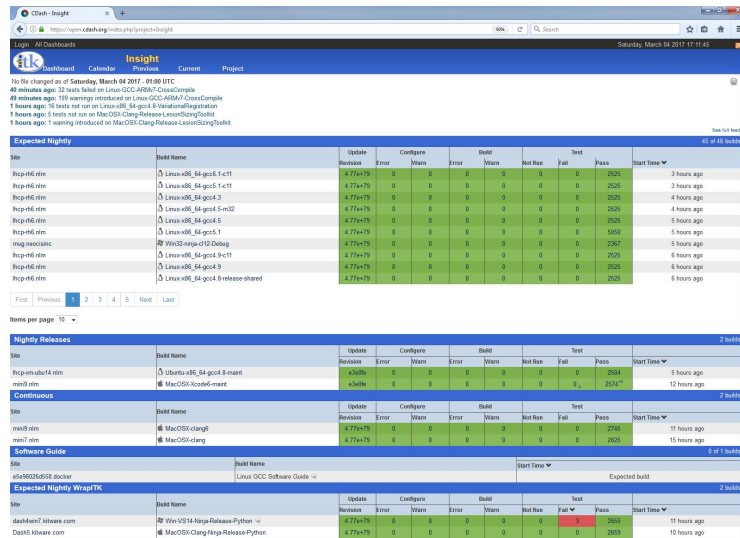 CDash - Insight
https://open.cdash.org/index.php?project=Insight
90%
Search
Login All Dashboards
Saturday, March 04 2017 17:11:45
itk
Insight
Dashboard Calendar Previous Current Project
No file changed as of Saturday, March 04 2017 - 01:00 UTC
40 minutes ago: 32 tests failed on Linux-GCC-ARMv7-CrossCompile
49 minutes ago: 199 warnings introduced on Linux-GCC-ARMv7-CrossCompile
1 hours ago: 16 tests not run on Linux-x86_64-gcc4.8-VariationalRegistration
1 hours ago: 5 tests not run on MacOSX-Clang-Release-LesionSizingToolkit
1 hours ago: 1 warning introduced on MacOSX-Clang-Release-LesionSizingToolkit
See full feed
Expected Nightly 45 of 46 builds
Site Build Name Update Configure Build Test Start Time
Revision Error Warn Error Warn Not Run Fail Pass
lhcp-rh6.nlm Linux-x86_64-gcc6.1-c11 4.77e+79 0 0 0 0 0 0 2525 3 hours ago
lhcp-rh6.nlm Linux-x86_64-gcc5.1-c11 4.77e+79 0 0 0 0 0 0 2525 3 hours ago
lhcp-rh6.nlm Linux-x86_64-gcc4.3 4.77e+79 0 0 0 0 0 0 2525 4 hours ago
lhcp-rh6.nlm Linux-x86_64-gcc4.5-m32 4.77e+79 0 0 0 0 0 0 2525 4 hours ago
lhcp-rh6.nlm Linux-x86_64-gcc4.5 4.77e+79 0 0 0 0 0 0 2525 5 hours ago
lhcp-rh6.nlm Linux-x86_64-gcc5.1 4.77e+79 0 0 0 0 0 0 5050 5 hours ago
mug.neocisinc Win32-ninja-cl12-Debug 4.77e+79 0 0 0 0 0 0 2367 5 hours ago
lhcp-rh6.nlm Linux-x86_64-gcc4.9-c11 4.77e+79 0 0 0 0 0 0 2525 6 hours ago
lhcp-rh6.nlm Linux-x86_64-gcc4.9 4.77e+79 0 0 0 0 0 0 2525 6 hours ago
lhcp-rh6.nlm Linux-x86_64-gcc4.8-release-shared 4.77e+79 0 0 0 0 0 0 2525 6 hours ago
First Previous 1 2 3 4 5 Next Last
Items per page 10
Nightly Releases 2 builds
Site Build Name Update Configure Build Test Start Time
Revision Error Warn Error Warn Not Run Fail Pass
lhcp-vm-ubu14.nlm Ubuntu-x86_64-gcc4.8-maint e3e0fe 0 0 0 0 0 0 2504 5 hours ago
mini9.nlm MacOSX-Xcode6-maint e3e0fe 0 0 0 0 0 0 2574 12 hours ago
Continuous 2 builds
Site Build Name Update Configure Build Test Start Time
Revision Error Warn Error Warn Not Run Fail Pass
mini9.nlm MacOSX-clang6 4.77e+79 0 0 0 0 0 0 2745 11 hours ago
mini7.nlm MacOSX-clang 4.77e+79 0 0 0 0 0 0 2625 15 hours ago
Software Guide 0 of 1 builds
Site Build Name Start Time
e5e96026d558.docker Linux GCC Software Guide Expected build
Expected Nightly WrapITK 2 builds
Site Build Name Update Configure Build Test Start Time
Revision Error Warn Error Warn Not Run Fail Pass
dash4win7.kitware.com Win-VS14-Ninja-Release-Python 4.77e+79 0 0 0 0 0 3 2655 11 hours ago
Dash5.kitware.com MacOSX-Clang-Ninja-Release-Python 4.77e+79 0 0 0 0 0 0 2659 10 hours ago